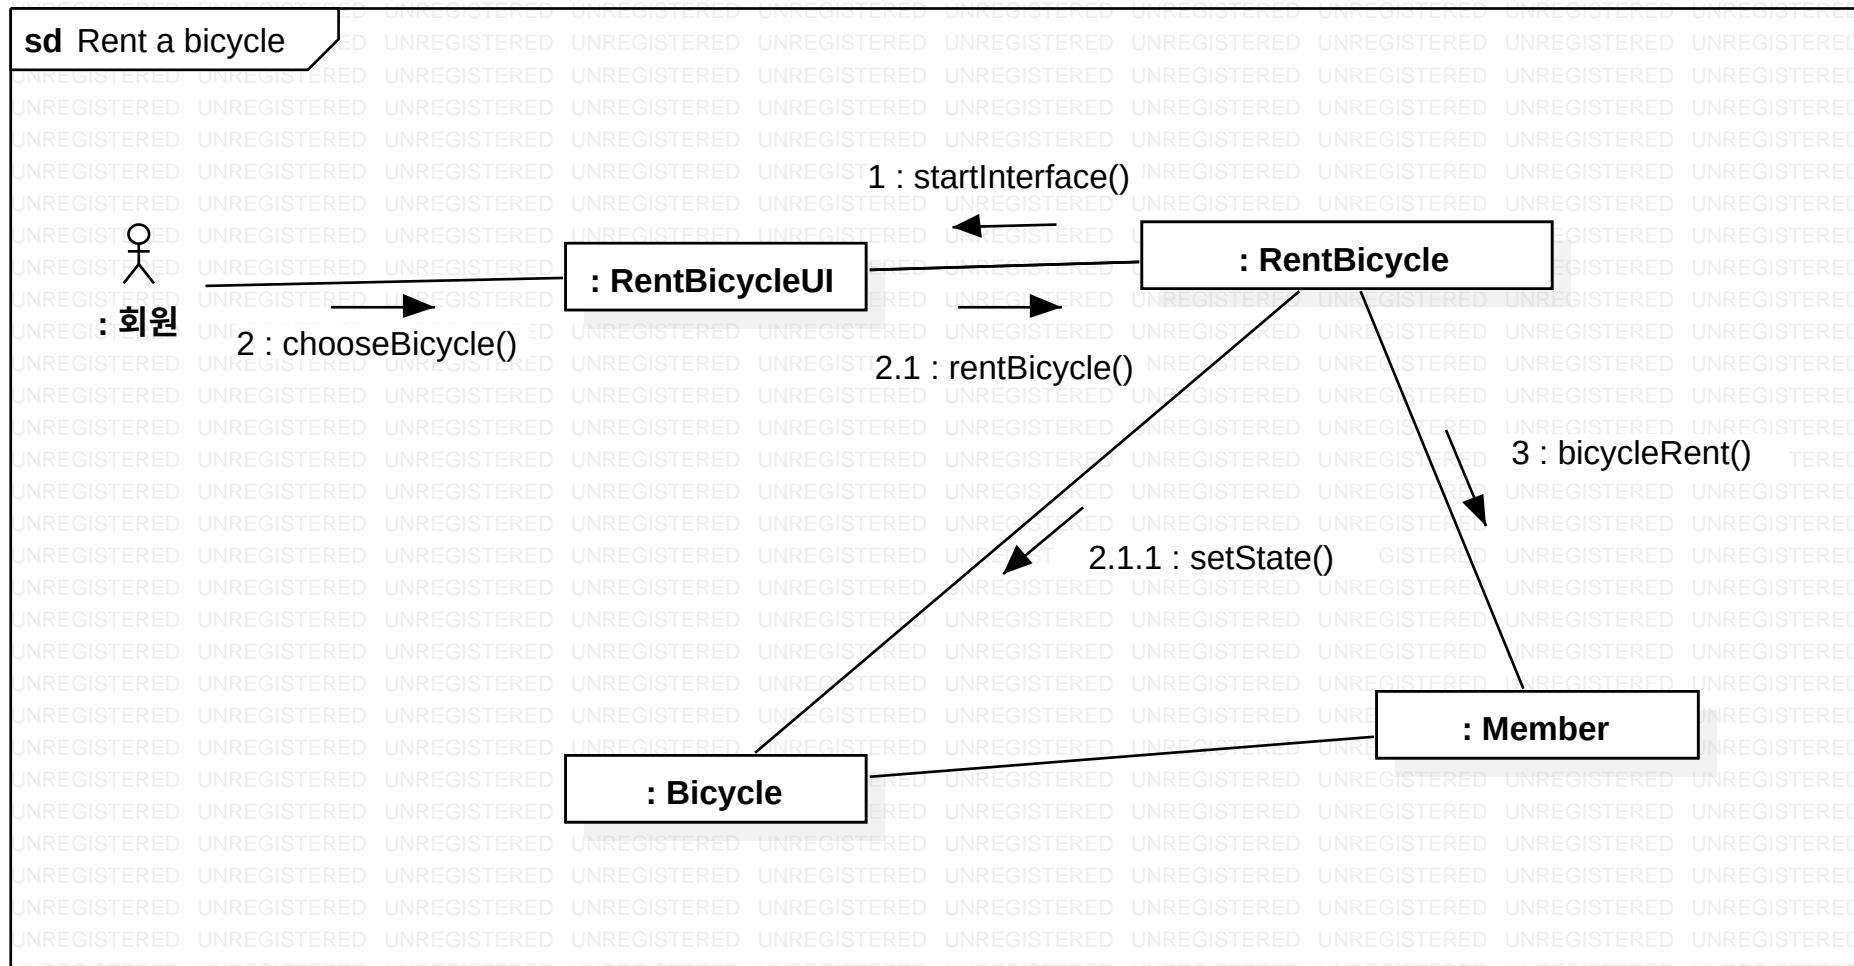 sd Rent a bicycle
1 : startInterface()
: RentBicycle
: RentBicycleUI
: 회원
2 : chooseBicycle()
2.1 : rentBicycle()
3 : bicycleRent()
2.1.1 : setState()
: Member
: Bicycle
UNREGISTERED